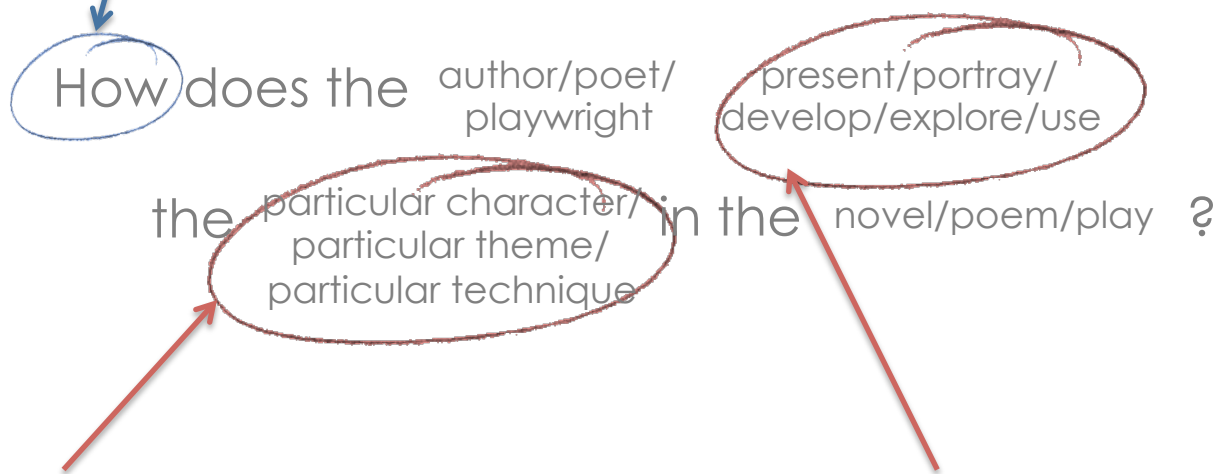 How does the author/poet/ present/portray/
playwright develop/explore/use
the particular character/ in the novel/poem/play ?
particular theme/
particular technique